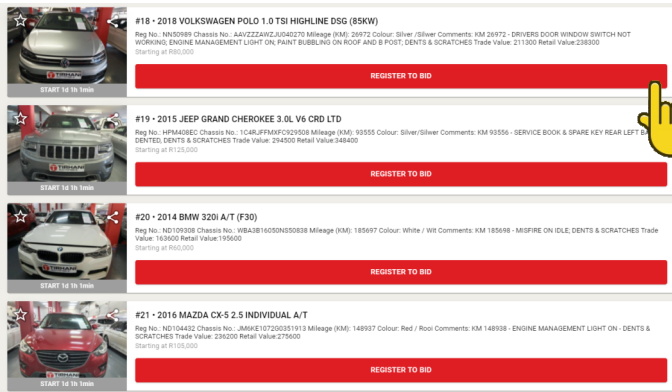 #18 • 2018 VOLKSWAGEN POLO 1.0 TSI HIGHLINE DSG (85KW)
Reg No.: NN50989 Chassis No.: AAVZZZAWZJU040270 Mileage (KM): 26972 Colour: Silver /Silwer Comments: KM 26972 - DRIVERS DOOR WINDOW SWITCH NOT
WORKING; ENGINE MANAGEMENT LIGHT ON; PAINT BUBBLING ON ROOF AND B POST; DENTS & SCRATCHES Trade Value: 211300 Retail Value:238300
Starting at R80,000
REGISTER TO BID
TIRHANI
START 1d 1h 1min
#19 • 2015 JEEP GRAND CHEROKEE 3.0L V6 CRD LTD
Reg No.: HPM408EC Chassis No.: 1C4RJFFMXFC929508 Mileage (KM): 93555 Colour: Silver/Silwer Comments: KM 93556 - SERVICE BOOK & SPARE KEY REAR LEFT
DENTED, DENTS & SCRATCHES Trade Value: 294500 Retail Value:348400
Starting at R125,000
REGISTER TO BID
TIRHANI
START 1d 1h 1min
#20 • 2014 BMW 320i A/T (F30)
Reg No.: ND109308 Chassis No.: WBA3B16050NS50838 Mileage (KM): 185697 Colour: White / Wit Comments: KM 185698 - MISFIRE ON IDLE; DENTS & SCRATCHES Trade
Value: 163600 Retail Value:195600
Starting at R60,000
REGISTER TO BID
TIRHANI
START 1d 1h 1min
#21 • 2016 MAZDA CX-5 2.5 INDIVIDUAL A/T
Reg No.: ND104432 Chassis No.: JM6KE1072G0351913 Mileage (KM): 148937 Colour: Red / Rooi Comments: KM 148938 - ENGINE MANAGEMENT LIGHT ON - DENTS &
SCRATCHES Trade Value: 236200 Retail Value:275600
Starting at R105,000
REGISTER TO BID
TIRHANI
START 1d 1h 1min